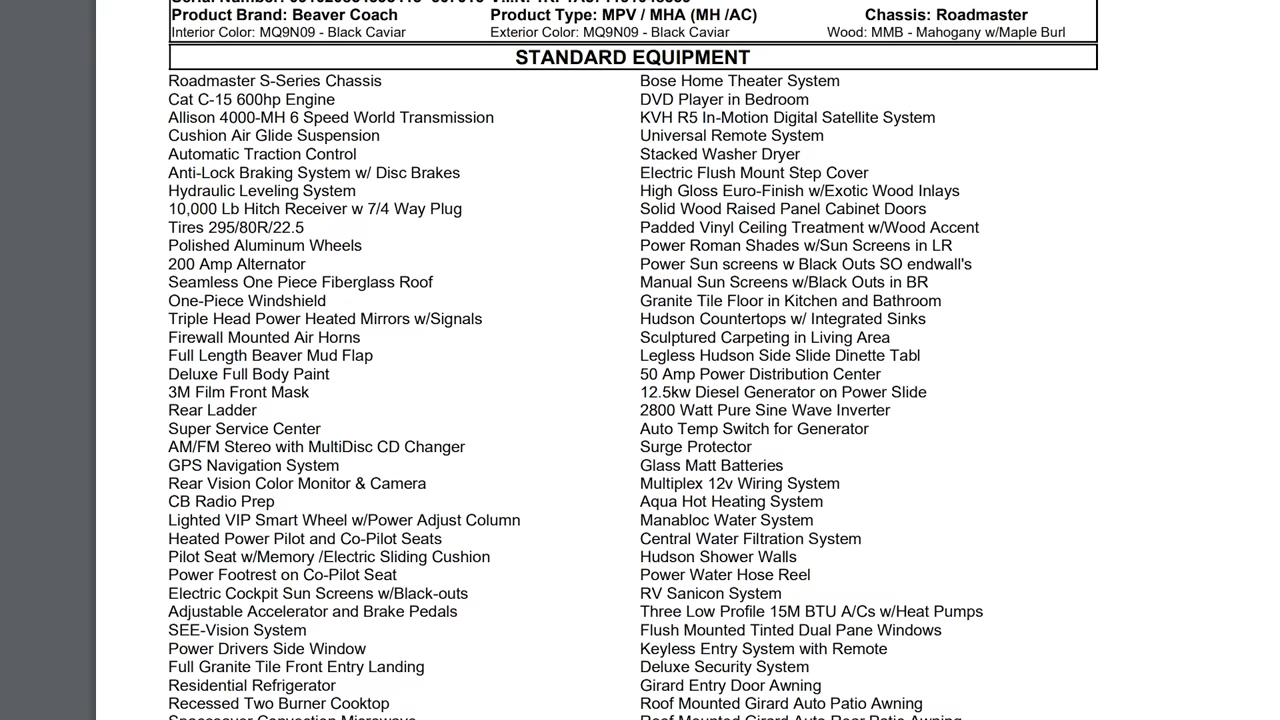 Product Brand: Beaver Coach Product Type: MPV / MHA (MH /AC) Chassis: Roadmaster
Interior Color: MQ9N09 - Black Caviar Exterior Color: MQ9N09 - Black Caviar Wood: MMB - Mahogany w/Maple Burl
STANDARD EQUIPMENT
Roadmaster S-Series Chassis
Cat C-15 600hp Engine
Allison 4000-MH 6 Speed World Transmission
Cushion Air Glide Suspension
Automatic Traction Control
Anti-Lock Braking System w/ Disc Brakes
Hydraulic Leveling System
10,000 Lb Hitch Receiver w 7/4 Way Plug
Tires 295/80R/22.5
Polished Aluminum Wheels
200 Amp Alternator
Seamless One Piece Fiberglass Roof
One-Piece Windshield
Triple Head Power Heated Mirrors w/Signals
Firewall Mounted Air Horns
Full Length Beaver Mud Flap
Deluxe Full Body Paint
3M Film Front Mask
Rear Ladder
Super Service Center
AM/FM Stereo with MultiDisc CD Changer
GPS Navigation System
Rear Vision Color Monitor & Camera
CB Radio Prep
Lighted VIP Smart Wheel w/Power Adjust Column
Heated Power Pilot and Co-Pilot Seats
Pilot Seat w/Memory /Electric Sliding Cushion
Power Footrest on Co-Pilot Seat
Electric Cockpit Sun Screens w/Black-outs
Adjustable Accelerator and Brake Pedals
SEE-Vision System
Power Drivers Side Window
Full Granite Tile Front Entry Landing
Residential Refrigerator
Recessed Two Burner Cooktop
Spacesaver Convection Microwave
Bose Home Theater System
DVD Player in Bedroom
KVH R5 In-Motion Digital Satellite System
Universal Remote System
Stacked Washer Dryer
Electric Flush Mount Step Cover
High Gloss Euro-Finish w/Exotic Wood Inlays
Solid Wood Raised Panel Cabinet Doors
Padded Vinyl Ceiling Treatment w/Wood Accent
Power Roman Shades w/Sun Screens in LR
Power Sun screens w Black Outs SO endwall's
Manual Sun Screens w/Black Outs in BR
Granite Tile Floor in Kitchen and Bathroom
Hudson Countertops w/ Integrated Sinks
Sculptured Carpeting in Living Area
Legless Hudson Side Slide Dinette Tabl
50 Amp Power Distribution Center
12.5kw Diesel Generator on Power Slide
2800 Watt Pure Sine Wave Inverter
Auto Temp Switch for Generator
Surge Protector
Glass Matt Batteries
Multiplex 12v Wiring System
Aqua Hot Heating System
Manabloc Water System
Central Water Filtration System
Hudson Shower Walls
Power Water Hose Reel
RV Sanicon System
Three Low Profile 15M BTU A/Cs w/Heat Pumps
Flush Mounted Tinted Dual Pane Windows
Keyless Entry System with Remote
Deluxe Security System
Girard Entry Door Awning
Roof Mounted Girard Auto Patio Awning
Roof Mounted Girard Auto Rear Patio Awning